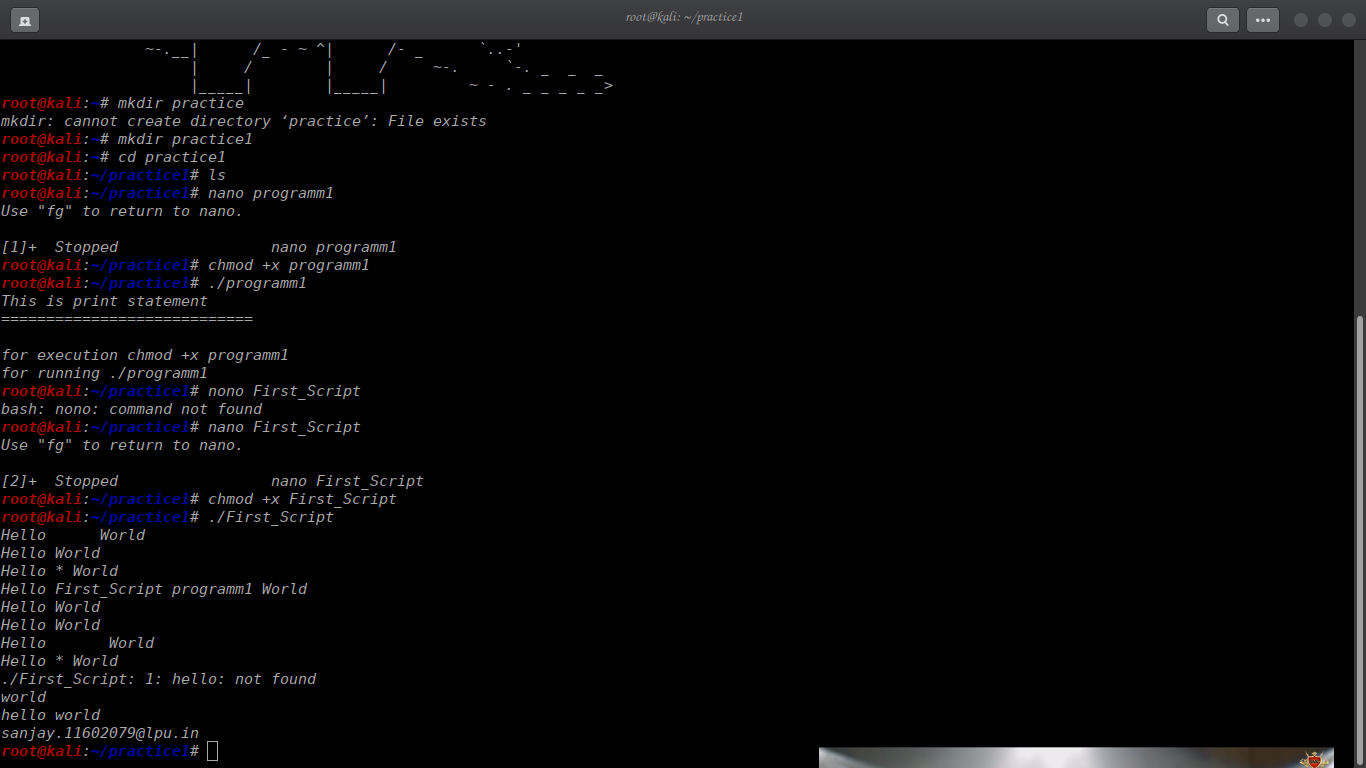 root@kali: ~/practice1
~-.__|      /_ - ~ ^|      /- _      `..-'
|     /        |     /     ~-.     `-. _  _  _
|_____|        |_____|         ~ - . _ _ _ _ _>
root@kali:~# mkdir practice
mkdir: cannot create directory ‘practice’: File exists
root@kali:~# mkdir practice1
root@kali:~# cd practice1
root@kali:~/practice1# ls
root@kali:~/practice1# nano programm1
Use "fg" to return to nano.
[1]+  Stopped                 nano programm1
root@kali:~/practice1# chmod +x programm1
root@kali:~/practice1# ./programm1
This is print statement
============================
for execution chmod +x programm1
for running ./programm1
root@kali:~/practice1# nono First_Script
bash: nono: command not found
root@kali:~/practice1# nano First_Script
Use "fg" to return to nano.
[2]+  Stopped                 nano First_Script
root@kali:~/practice1# chmod +x First_Script
root@kali:~/practice1# ./First_Script
Hello      World
Hello World
Hello * World
Hello First_Script programm1 World
Hello World
Hello World
Hello       World
Hello * World
./First_Script: 1: hello: not found
world
hello world
sanjay.11602079@lpu.in
root@kali:~/practice1#